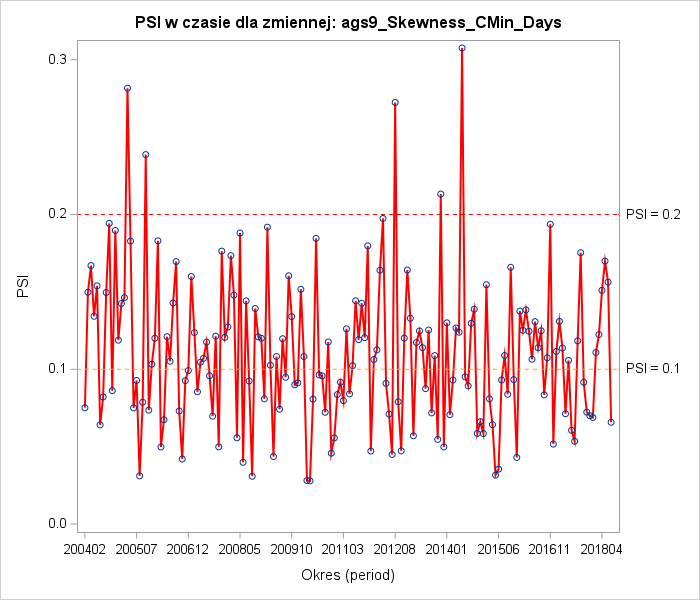 PSI w czasie dla zmiennej: ags9_Skewness_CMin_Days
0.3
0.2
PSI = 0.2
PSI
0.1
PSI = 0.1
0.0
200402 200507 200612 200805 200910 201103 201208 201401 201506 201611 201804
Okres (period)